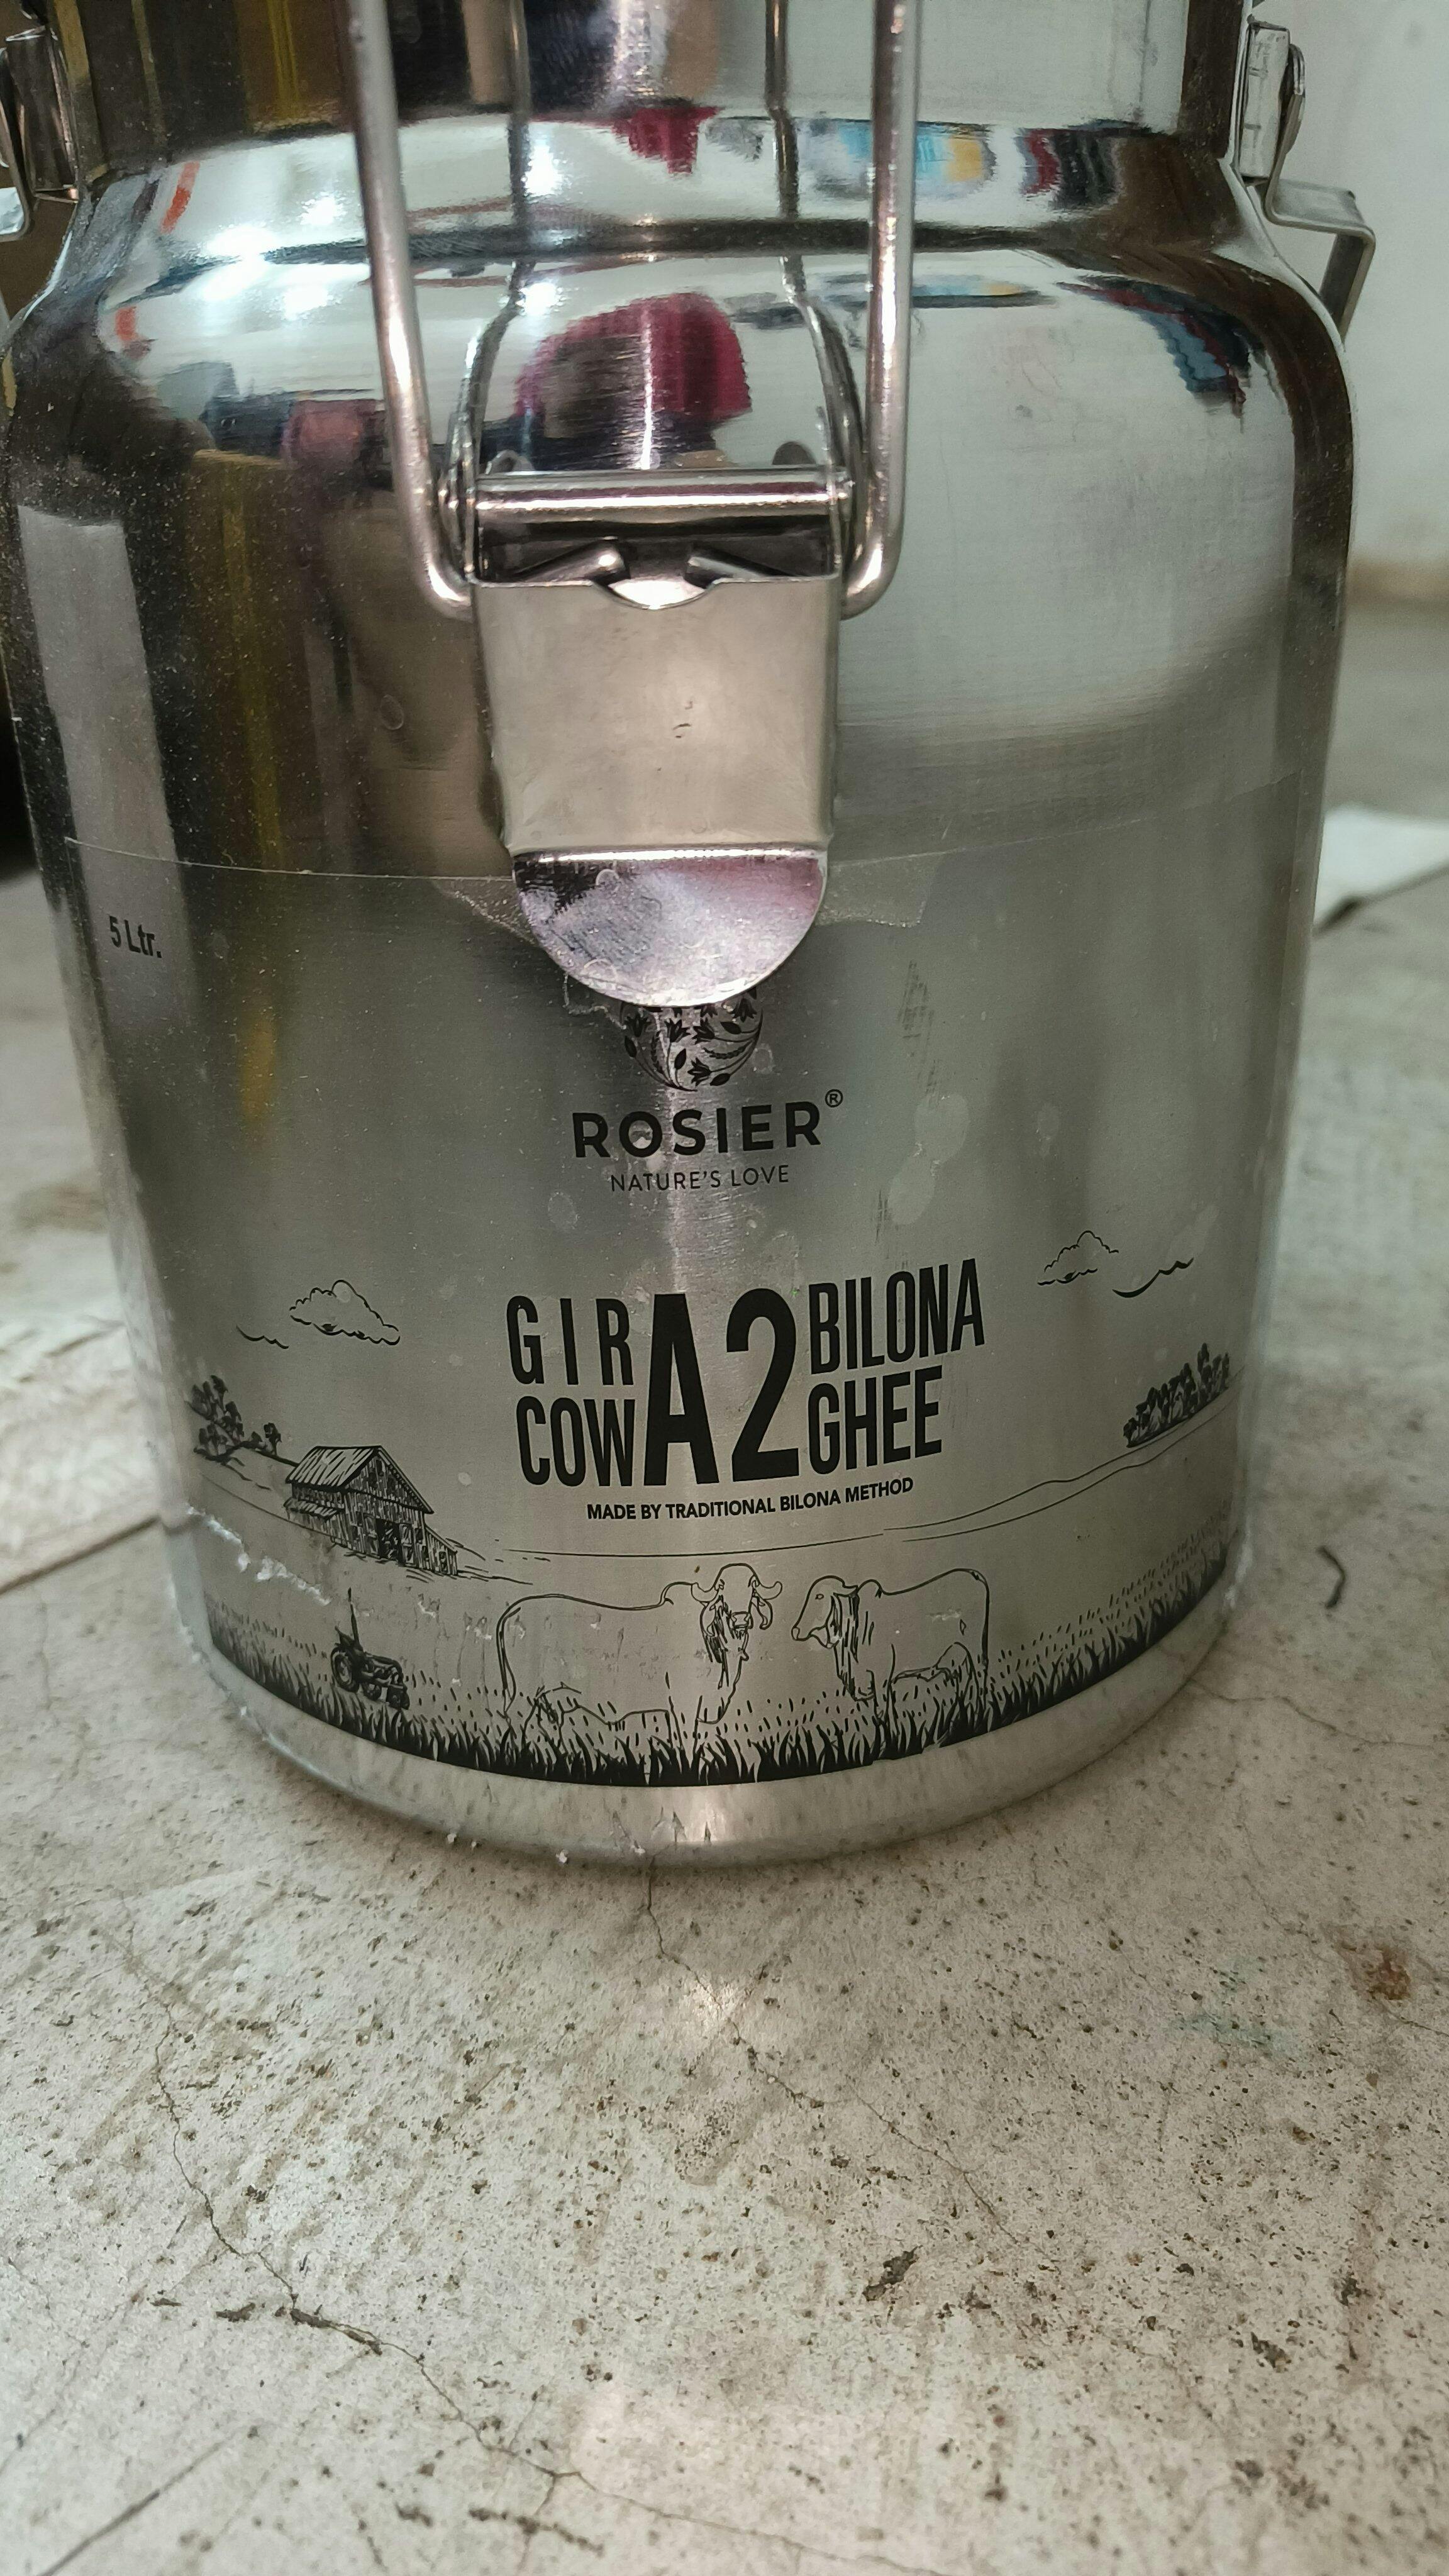 5 Ltr.
ROSIER®
NATURE'S LOVE
GIR
COW
A2
BILONA
GHEE
MADE BY TRADITIONAL BILONA METHOD